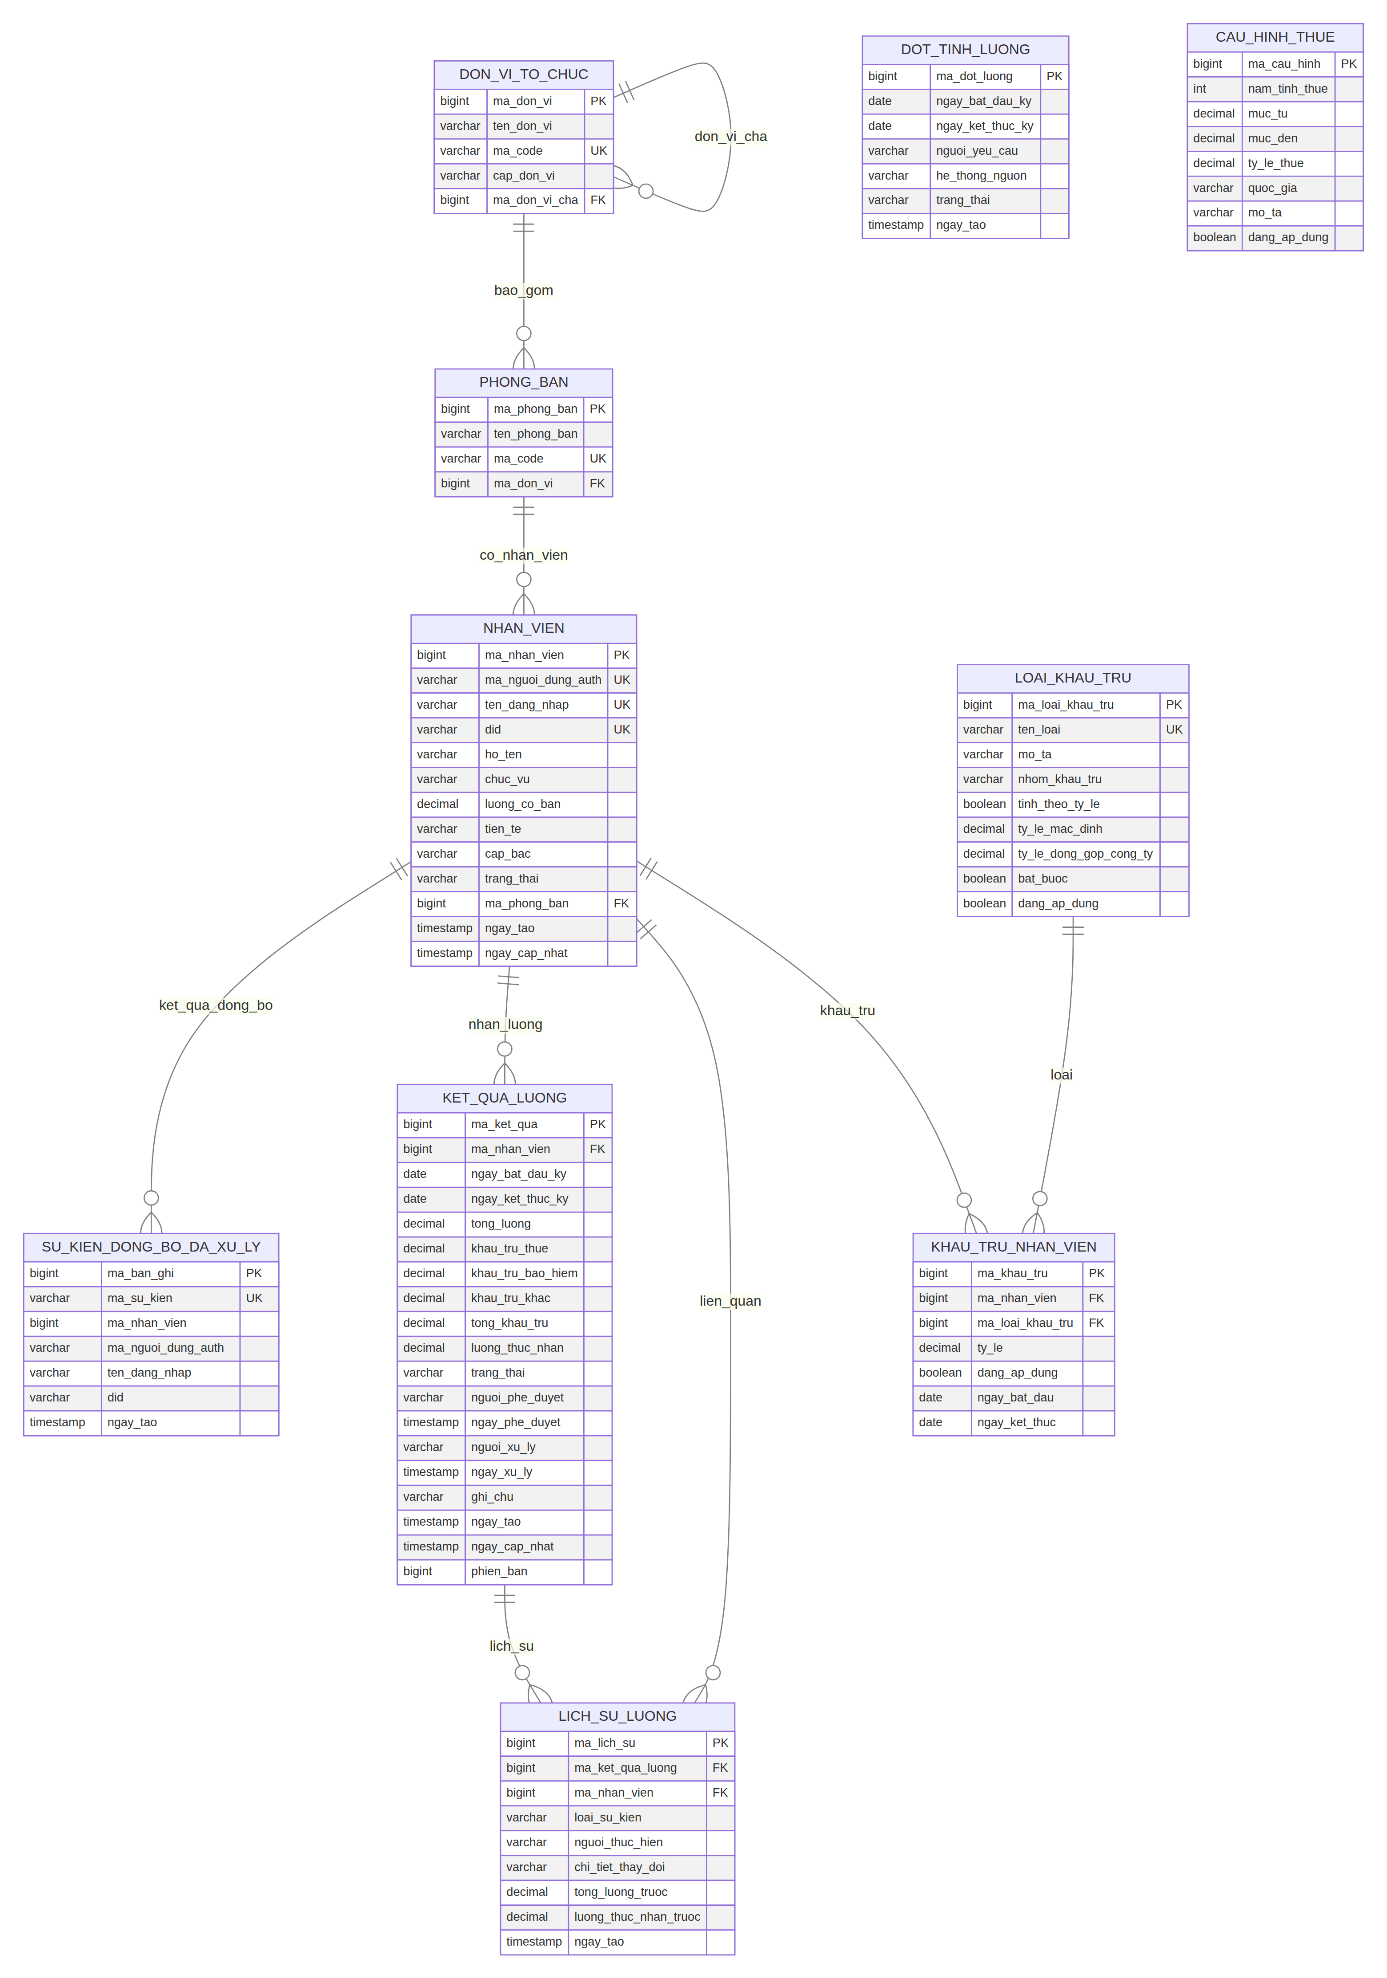 DON_VI_TO_CHUC
bigint ma_don_vi PK
varchar ten_don_vi
varchar ma_code UK
varchar cap_don_vi
bigint ma_don_vi_cha FK
don_vi_cha
DOT_TINH_LUONG
bigint ma_dot_luong PK
date ngay_bat_dau_ky
date ngay_ket_thuc_ky
varchar nguoi_yeu_cau
varchar he_thong_nguon
varchar trang_thai
timestamp ngay_tao
CAU_HINH_THUE
bigint ma_cau_hinh PK
int nam_tinh_thue
decimal muc_tu
decimal muc_den
decimal ty_le_thue
varchar quoc_gia
varchar mo_ta
boolean dang_ap_dung
bao_gom
PHONG_BAN
bigint ma_phong_ban PK
varchar ten_phong_ban
varchar ma_code UK
bigint ma_don_vi FK
co_nhan_vien
NHAN_VIEN
bigint ma_nhan_vien PK
varchar ma_nguoi_dung_auth UK
varchar ten_dang_nhap UK
varchar did UK
varchar ho_ten
varchar chuc_vu
decimal luong_co_ban
varchar tien_te
varchar cap_bac
varchar trang_thai
bigint ma_phong_ban FK
timestamp ngay_tao
timestamp ngay_cap_nhat
LOAI_KHAU_TRU
bigint ma_loai_khau_tru PK
varchar ten_loai UK
varchar mo_ta
varchar nhom_khau_tru
boolean tinh_theo_ty_le
decimal ty_le_mac_dinh
decimal ty_le_dong_gop_cong_ty
boolean bat_buoc
boolean dang_ap_dung
ket_qua_dong_bo
nhan_luong
khau_tru
loai
KET_QUA_LUONG
bigint ma_ket_qua PK
bigint ma_nhan_vien FK
date ngay_bat_dau_ky
date ngay_ket_thuc_ky
decimal tong_luong
decimal khau_tru_thue
decimal khau_tru_bao_hiem
decimal khau_tru_khac
decimal tong_khau_tru
decimal luong_thuc_nhan
varchar trang_thai
varchar nguoi_phe_duyet
timestamp ngay_phe_duyet
varchar nguoi_xu_ly
timestamp ngay_xu_ly
varchar ghi_chu
timestamp ngay_tao
timestamp ngay_cap_nhat
bigint phien_ban
SU_KIEN_DONG_BO_DA_XU_LY
bigint ma_ban_ghi PK
varchar ma_su_kien UK
bigint ma_nhan_vien
varchar ma_nguoi_dung_auth
varchar ten_dang_nhap
varchar did
timestamp ngay_tao
lien_quan
KHAU_TRU_NHAN_VIEN
bigint ma_khau_tru PK
bigint ma_nhan_vien FK
bigint ma_loai_khau_tru FK
decimal ty_le
boolean dang_ap_dung
date ngay_bat_dau
date ngay_ket_thuc
lich_su
LICH_SU_LUONG
bigint ma_lich_su PK
bigint ma_ket_qua_luong FK
bigint ma_nhan_vien FK
varchar loai_su_kien
varchar nguoi_thuc_hien
varchar chi_tiet_thay_doi
decimal tong_luong_truoc
decimal luong_thuc_nhan_truoc
timestamp ngay_tao